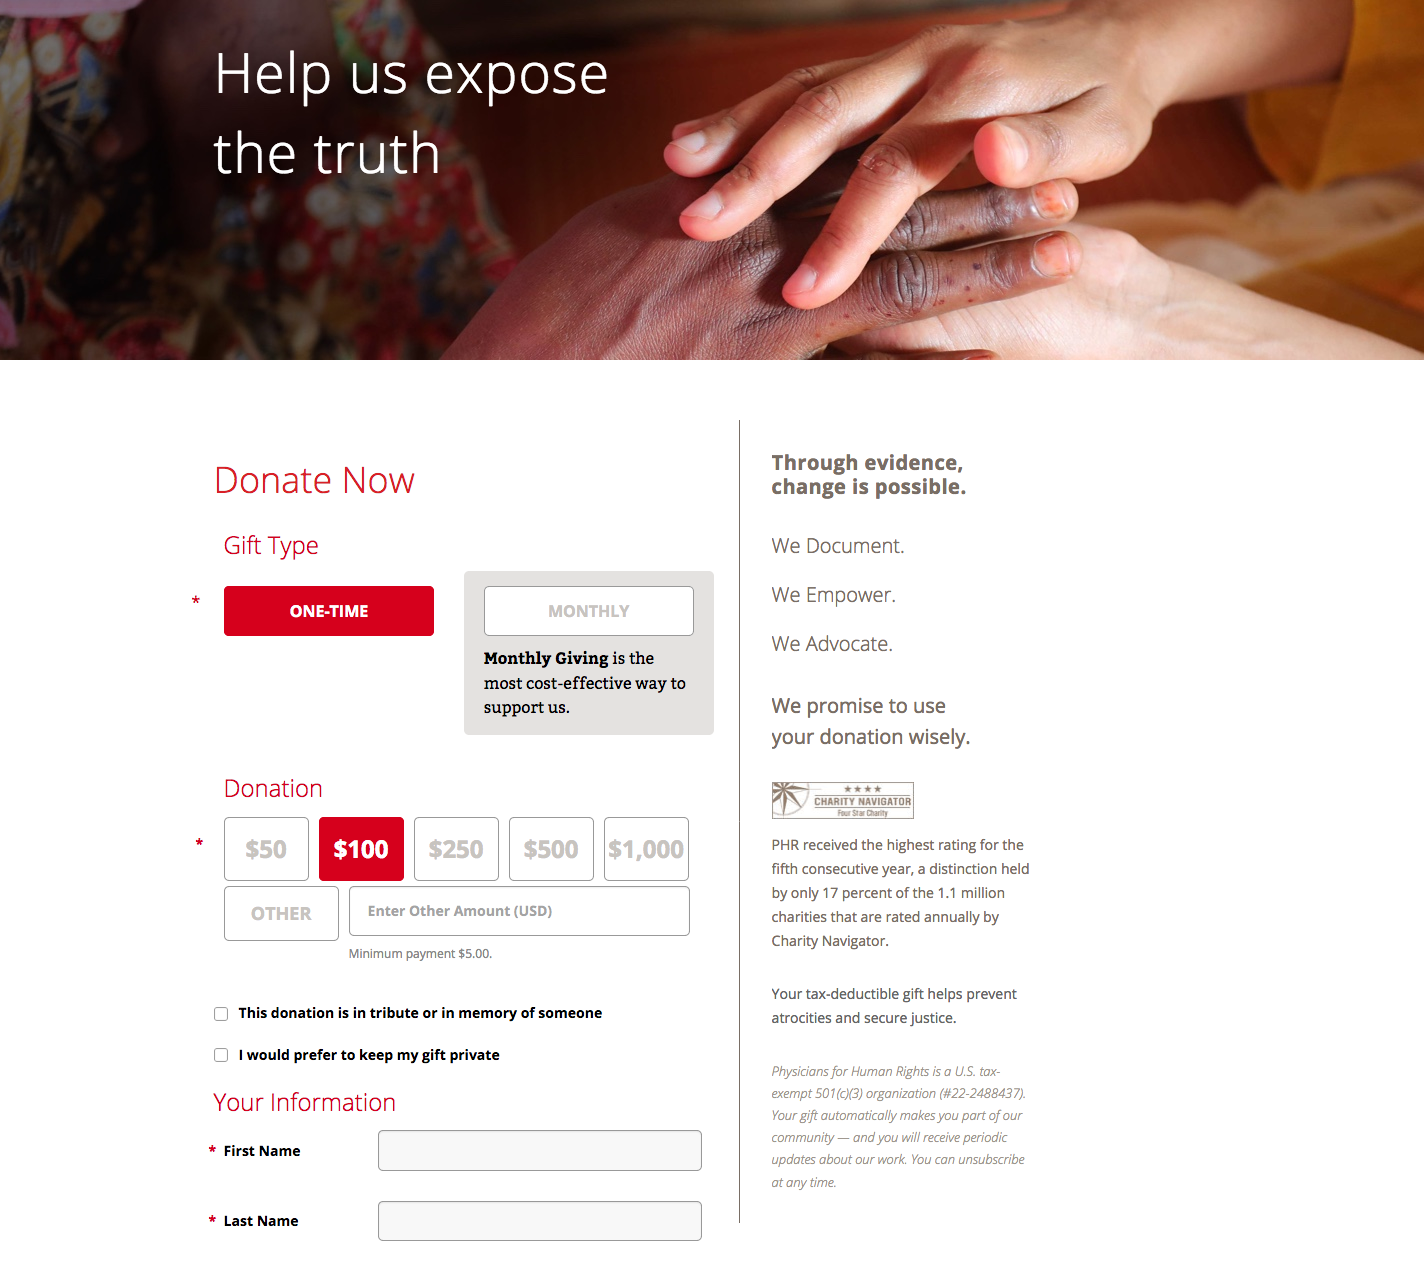 Help us expose
the truth
Donate Now
Gift Type
*
ONE-TIME
MONTHLY
Monthly Giving is the
most cost-effective way to
support us.
Donation
*
$50
$100
$250
$500
$1,000
OTHER
Enter Other Amount (USD)
Minimum payment $5.00.
This donation is in tribute or in memory of someone
I would prefer to keep my gift private
Your Information
* First Name
* Last Name
Through evidence,
change is possible.
We Document.
We Empower.
We Advocate.
We promise to use
your donation wisely.
CHARITY NAVIGATOR
Four Star Charity
PHR received the highest rating for the
fifth consecutive year, a distinction held
by only 17 percent of the 1.1 million
charities that are rated annually by
Charity Navigator.
Your tax-deductible gift helps prevent
atrocities and secure justice.
Physicians for Human Rights is a U.S. tax-
exempt 501(c)(3) organization (#22-2488437).
Your gift automatically makes you part of our
community — and you will receive periodic
updates about our work. You can unsubscribe
at any time.